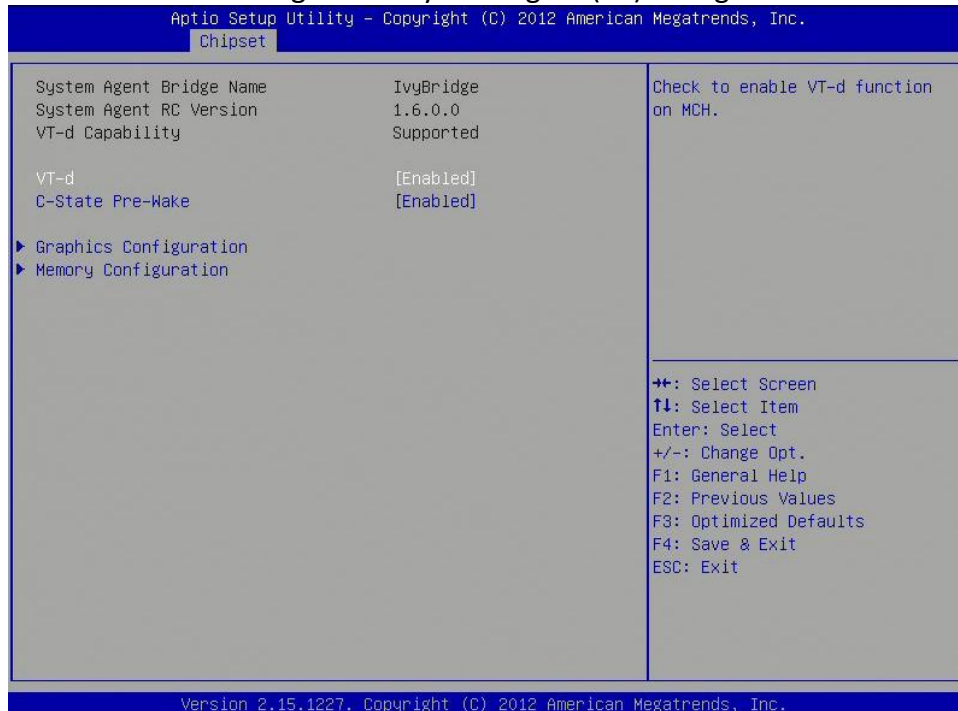 Aptio Setup Utility – Copyright (C) 2012 American Megatrends, Inc.
Chipset
System Agent Bridge Name IvyBridge
System Agent RC Version 1.6.0.0
VT-d Capability Supported
VT-d [Enabled]
C-State Pre-Wake [Enabled]
Graphics Configuration
Memory Configuration
Check to enable VT-d function
on MCH.
→←: Select Screen
↑↓: Select Item
Enter: Select
+/-: Change Opt.
F1: General Help
F2: Previous Values
F3: Optimized Defaults
F4: Save & Exit
ESC: Exit
Version 2.15.1227. Copyright (C) 2012 American Megatrends, Inc.